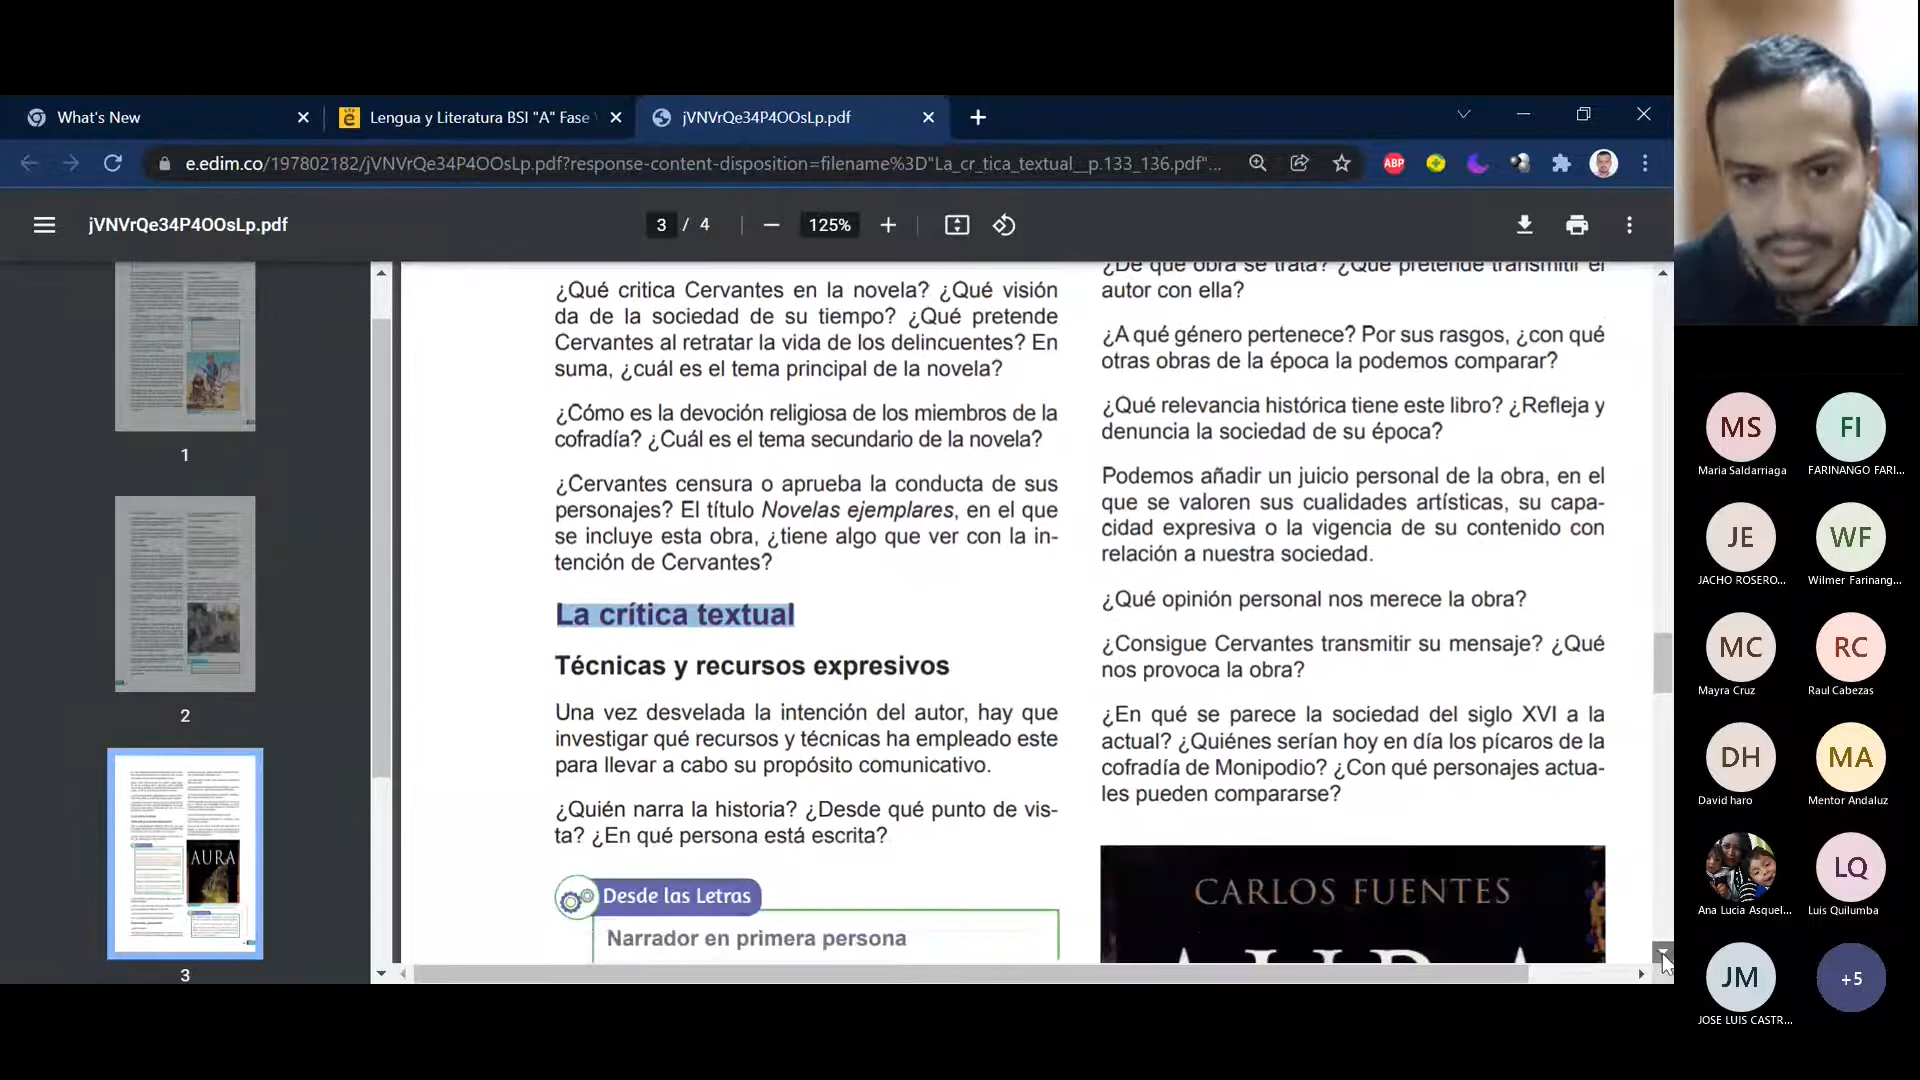 What's New
Lengua y Literatura BSI "A" Fase
jVNVrQe34P4OOsLp.pdf
e.edim.co/197802182/jVNVrQe34P4OOsLp.pdf?response-content-disposition=filename%3D"La_cr_tica_textual__p.133_136.pdf"...
ABP
jVNVrQe34P4OOsLp.pdf
3 / 4
125%
1
2
AURA
3
¿Qué critica Cervantes en la novela? ¿Qué visión
da de la sociedad de su tiempo? ¿Qué pretende
Cervantes al retratar la vida de los delincuentes? En
suma, ¿cuál es el tema principal de la novela?
¿Cómo es la devoción religiosa de los miembros de la
cofradía? ¿Cuál es el tema secundario de la novela?
¿Cervantes censura o aprueba la conducta de sus
personajes? El título Novelas ejemplares, en el que
se incluye esta obra, ¿tiene algo que ver con la in-
tención de Cervantes?
La crítica textual
Técnicas y recursos expresivos
Una vez desvelada la intención del autor, hay que
investigar qué recursos y técnicas ha empleado este
para llevar a cabo su propósito comunicativo.
¿Quién narra la historia? ¿Desde qué punto de vis-
ta? ¿En qué persona está escrita?
Desde las Letras
Narrador en primera persona
¿De qué obra se trata? ¿Qué pretende transmitir el
autor con ella?
¿A qué género pertenece? Por sus rasgos, ¿con qué
otras obras de la época la podemos comparar?
¿Qué relevancia histórica tiene este libro? ¿Refleja y
denuncia la sociedad de su época?
Podemos añadir un juicio personal de la obra, en el
que se valoren sus cualidades artísticas, su capa-
cidad expresiva o la vigencia de su contenido con
relación a nuestra sociedad.
¿Qué opinión personal nos merece la obra?
¿Consigue Cervantes transmitir su mensaje? ¿Qué
nos provoca la obra?
¿En qué se parece la sociedad del siglo XVI a la
actual? ¿Quiénes serían hoy en día los pícaros de la
cofradía de Monipodio? ¿Con qué personajes actua-
les pueden compararse?
CARLOS FUENTES
AURA
MS
Maria Saldarriaga
FI
FARINANGO FARI...
JE
JACHO ROSERO...
WF
Wilmer Farinang...
MC
Mayra Cruz
RC
Raul Cabezas
DH
David haro
MA
Mentor Andaluz
Ana Lucia Asquel...
LQ
Luis Quilumba
JM
JOSE LUIS CASTR...
+5